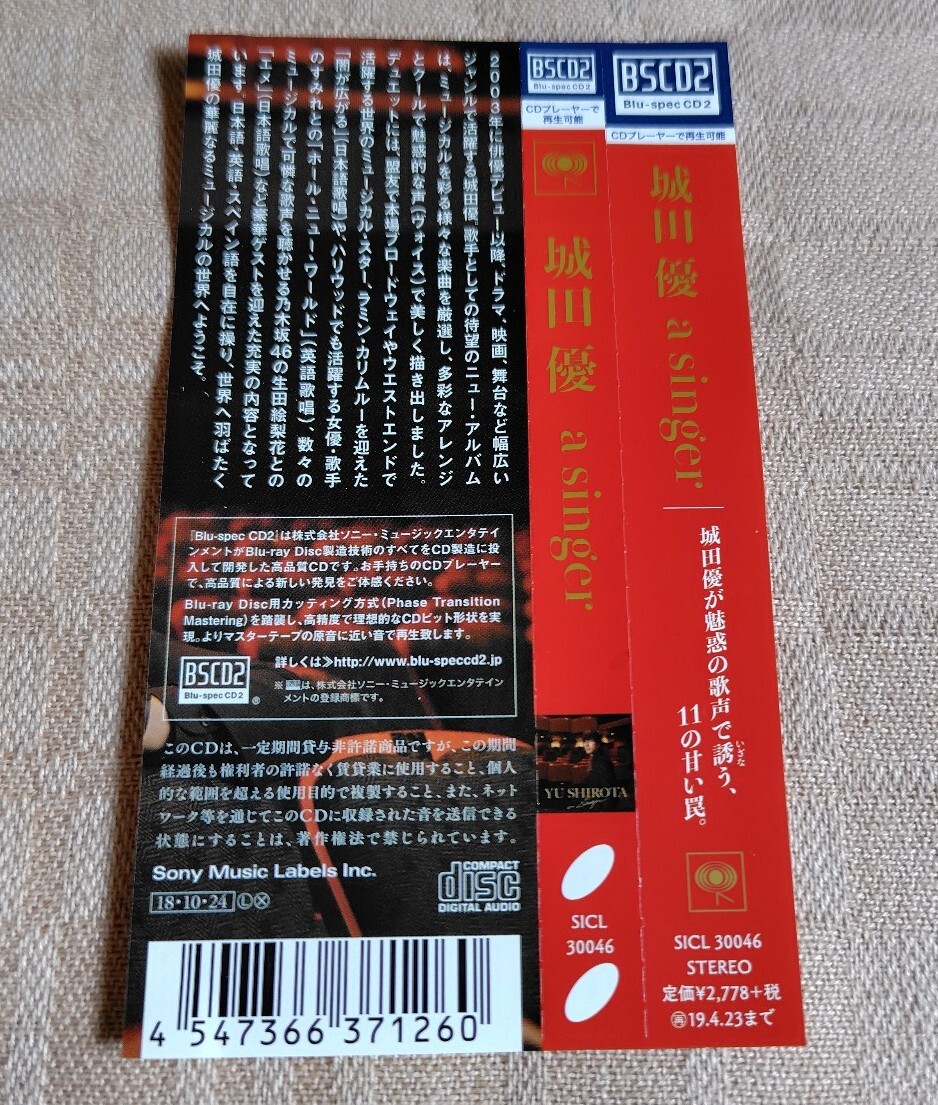 BSCD2
Blu-spec CD2
CDプレーヤーで再生可能
城田 優 a singer
城田優が魅惑の歌声で誘う、
いざな
11の甘い罠。
SICL 30046
STEREO
定価¥2,778+税
再19.4.23まで
BSCD2
Blu-spec CD2
CDプレーヤーで
再生可能
城田 優 a singer
YU SHIROTA
a singer
SICL
30046
2003年に俳優デビュー以降、ドラマ、映画、舞台など幅広い
ジャンルで活躍する城田優。歌手としての待望のニュー・アルバム
は、ミュージカルを彩る様々な楽曲を厳選し、多彩なアレンジ
とクールで魅惑的な声(ヴォイス)で美しく描き出しました。
デュエットには、盟友で本場ブロードウェイやウエストエンドで
活躍する世界のミュージカル・スター、ラミン・カリムルーを迎えた
「闇が広がる」(日本語歌唱)や、ハリウッドでも活躍する女優・歌手
のすみれとの「ホール・ニュー・ワールド」(英語歌唱)、数々の
ミュージカルで可憐な歌声を聴かせる乃木坂46の生田絵梨花との
「エメ」(日本語歌唱)など豪華ゲストを迎えた充実の内容となって
います。日本語・英語・スペイン語を自在に操り、世界へ羽ばたく
城田優の華麗なるミュージカルの世界へようこそ。
『Blu-spec CD2』は株式会社ソニー・ミュージックエンタテイ
ンメントがBlu-ray Disc製造技術のすべてをCD製造に投
入して開発した高品質CDです。お手持ちのCDプレーヤー
で、高品質による新しい発見をご体感ください。
Blu-ray Disc用カッティング方式(Phase Transition
Mastering)を踏襲し、高精度で理想的なCDピット形状を実
現。よりマスターテープの原音に近い音で再生致します。
BSCD2
Blu-spec CD2
®
詳しくは≫http://www.blu-speccd2.jp
※ は、株式会社ソニー・ミュージックエンタテイン
メントの登録商標です。
このCDは、一定期間貸与非許諾商品ですが、この期間
経過後も権利者の許諾なく賃貸業に使用すること、個人
的な範囲を超える使用目的で複製すること、また、ネット
ワーク等を通じてこのCDに収録された音を送信できる
状態にすることは、著作権法で禁じられています。
Sony Music Labels Inc.
18・10・24 Ⓛ Ⓧ
COMPACT
disc
DIGITAL AUDIO
4 547366 371260